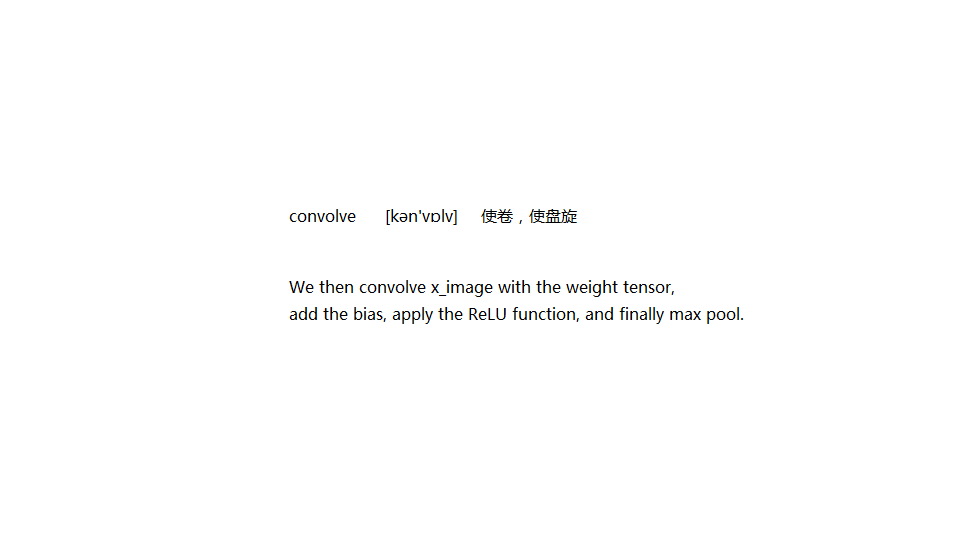 convolve [kən'vɒlv] 使卷，使盘旋
We then convolve x_image with the weight tensor,
add the bias, apply the ReLU function, and finally max pool.